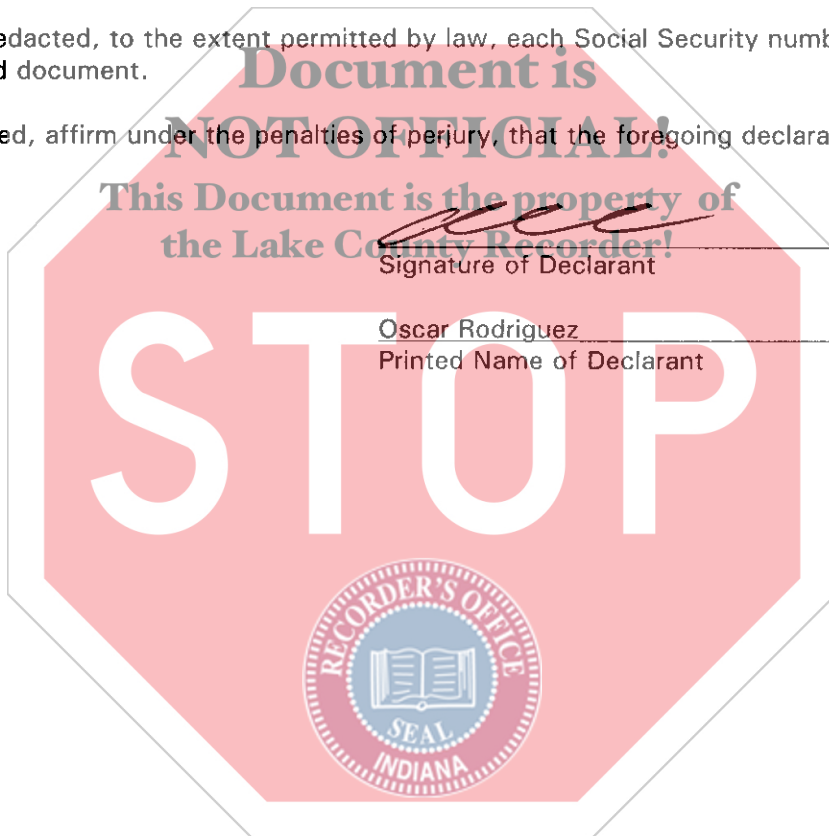 edacted, to the extent permitted by law, each Social Security numb
d document.
Document is
NOT OFFICIAL!
ed, affirm under the penalties of perjury, that the foregoing declara
This Document is the property of
the Lake County Recorder!
Signature of Declarant
Oscar Rodriguez
Printed Name of Declarant
STOP
RECORDER'S OFFICE
SEAL
INDIANA